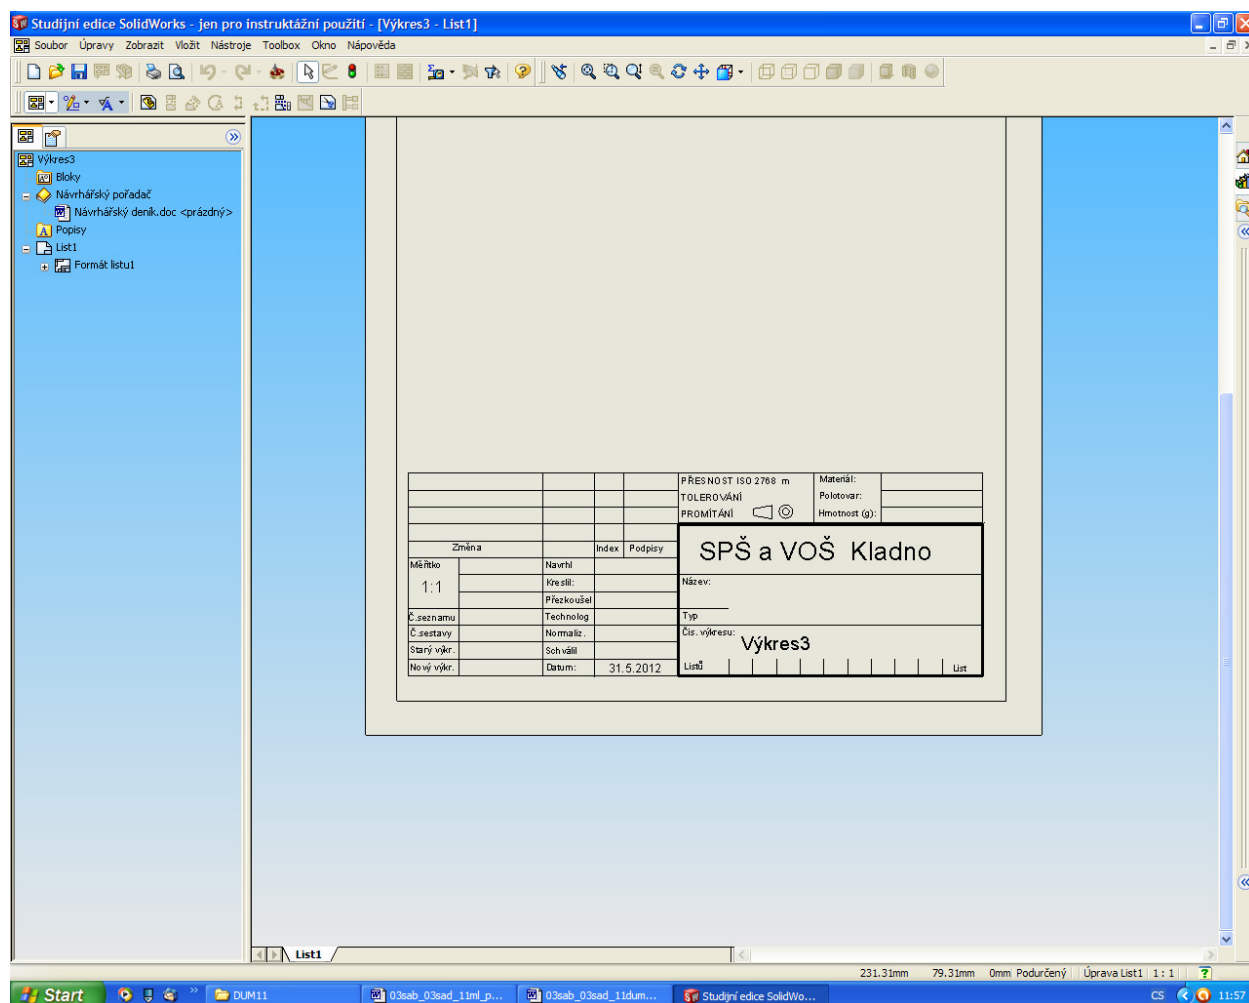 Studijní edice SolidWorks - jen pro instruktážní použití - [Výkres3 - List1]
Soubor Úpravy Zobrazit Vložit Nástroje Toolbox Okno Nápověda
Výkres3
Bloky
Návrhářský pořadač
Návrhářský deník.doc <prázdný>
A Popisy
List1
Formát listu1
PŘESNOST ISO 2768 m
Materiál:
TOLEROVÁNÍ
Polotovar:
PROMÍTÁNÍ
Hmotnost (g):
Změna
Index
Podpisy
SPŠ a VOŠ Kladno
Měřítko
1:1
Navrhl
Kreslil:
Přezkoušel
Název:
Č.seznamu
Technolog
Typ
Č.sestavy
Normaliz.
Čís. výkresu:
Výkres3
Starý výkr.
Schválil
Nový výkr.
Datum:
31.5.2012
Listů
List
List1
231.31mm 79.31mm 0mm Podurčený Úprava List1 1 : 1 ?
Start
DUM11
03sab_03sad_11ml_p...
03sab_03sad_11dum...
Studijní edice SolidWo...
CS
11:57